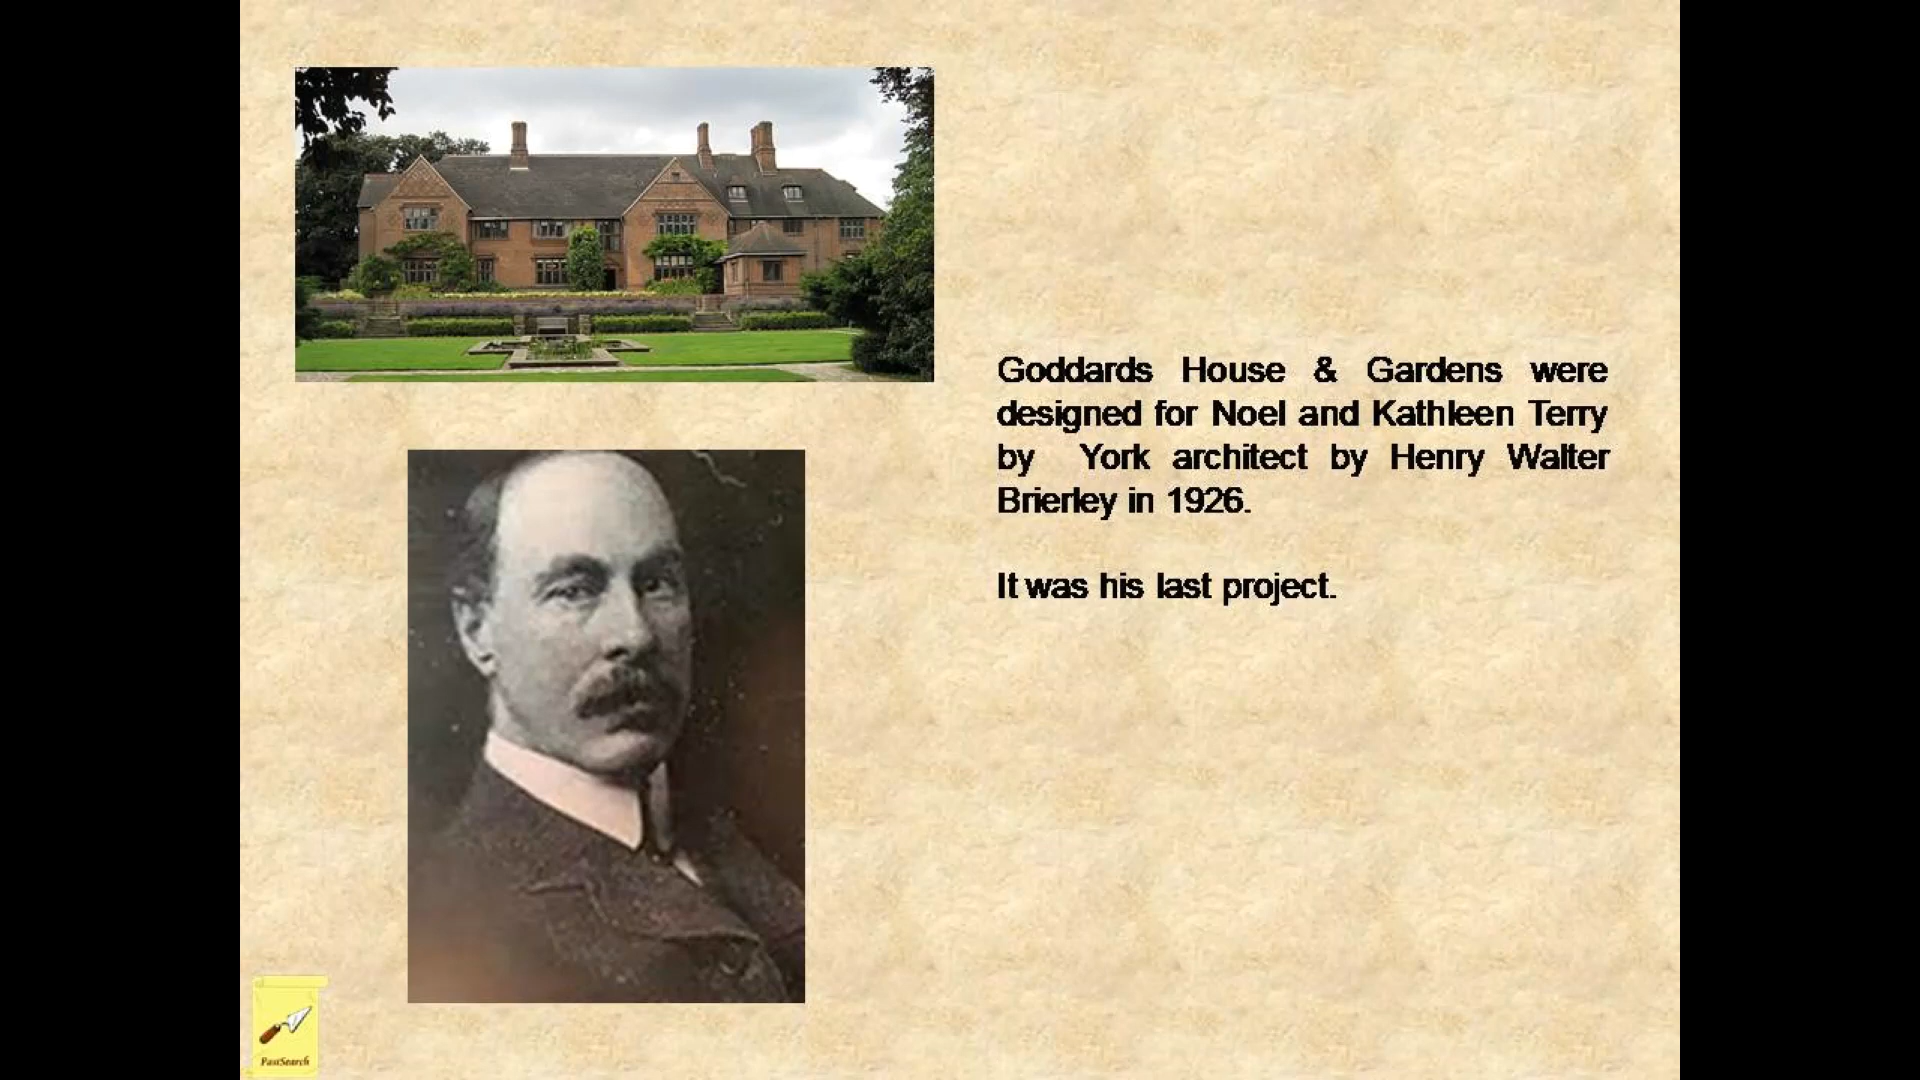 Goddards House & Gardens were
designed for Noel and Kathleen Terry
by York architect by Henry Walter
Brierley in 1926.
It was his last project.
PastSearch